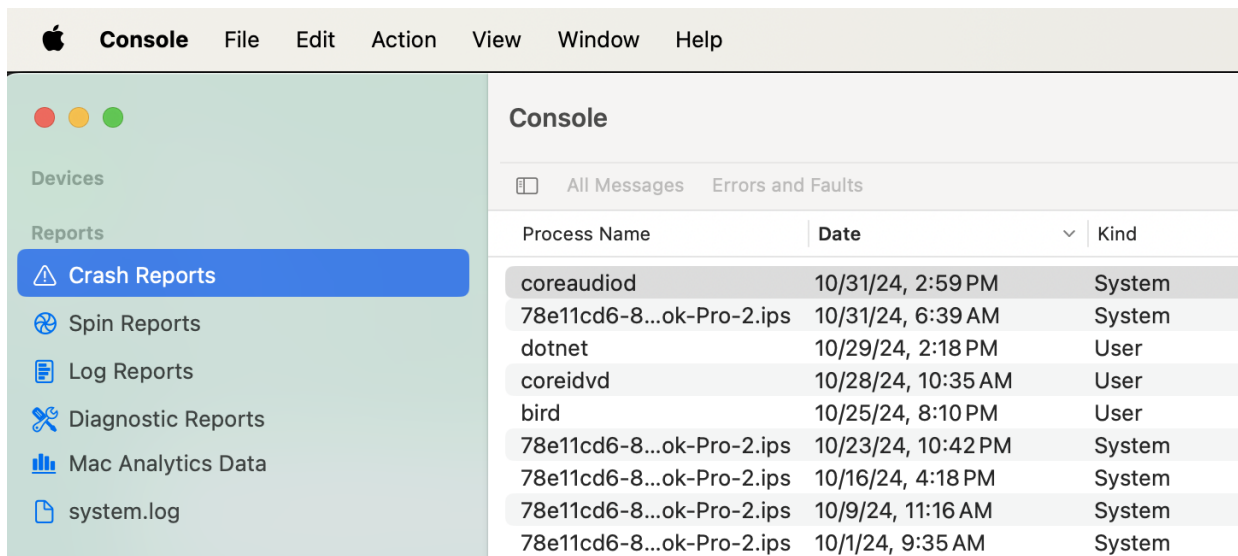 Console File Edit Action View Window Help
Console
Devices
All Messages Errors and Faults
Reports
Process Name Date Kind
Crash Reports
Spin Reports
Log Reports
Diagnostic Reports
Mac Analytics Data
system.log
coreaudiod 10/31/24, 2:59 PM System
78e11cd6-8...ok-Pro-2.ips 10/31/24, 6:39 AM System
dotnet 10/29/24, 2:18 PM User
coreidvd 10/28/24, 10:35 AM User
bird 10/25/24, 8:10 PM User
78e11cd6-8...ok-Pro-2.ips 10/23/24, 10:42 PM System
78e11cd6-8...ok-Pro-2.ips 10/16/24, 4:18 PM System
78e11cd6-8...ok-Pro-2.ips 10/9/24, 11:16 AM System
78e11cd6-8...ok-Pro-2.ips 10/1/24, 9:35 AM System